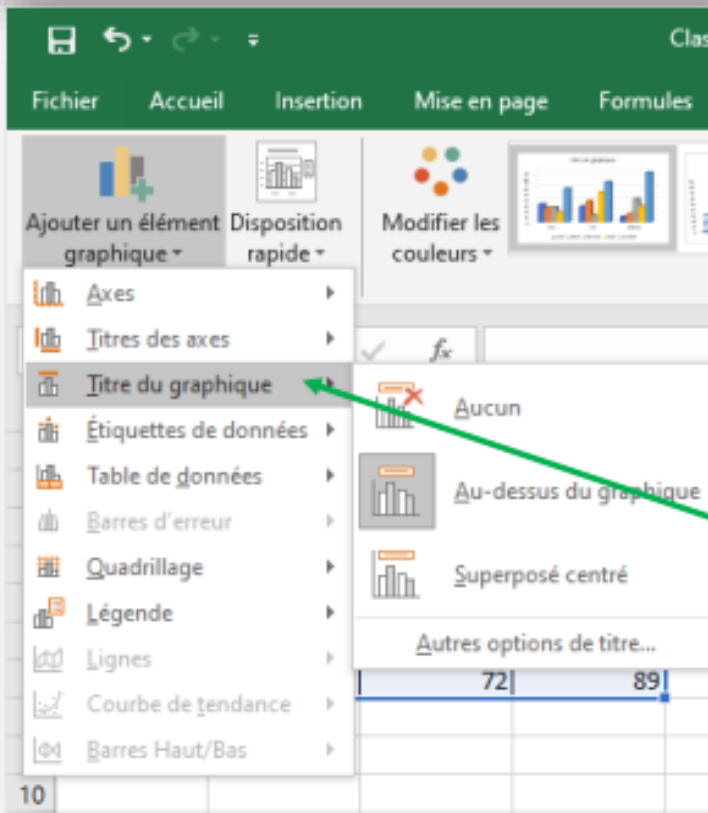 Clas
Fichier Accueil Insertion Mise en page Formules
Ajouter un élément graphique
Disposition rapide
Modifier les couleurs
Axes
Titres des axes
fx
Titre du graphique
Étiquettes de données
Table de données
Barres d'erreur
Quadrillage
Légende
Lignes
Courbe de tendance
Barres Haut/Bas
Aucun
Au-dessus du graphique
Superposé centré
Autres options de titre...
72 89
10